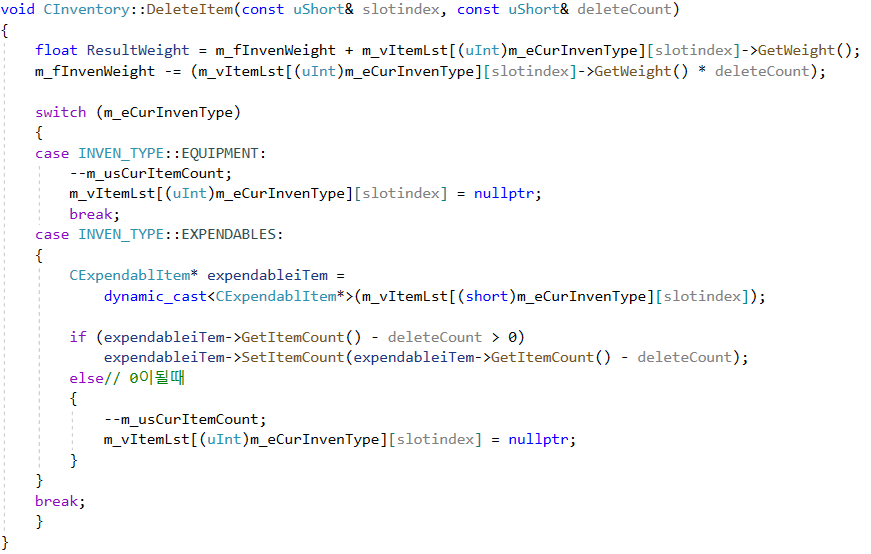 void CInventory::DeleteItem(const uShort& slotindex, const uShort& deleteCount)
{
    float ResultWeight = m_fInvenWeight + m_vItemLst[(uInt)m_eCurInvenType][slotindex]->GetWeight();
    m_fInvenWeight -= (m_vItemLst[(uInt)m_eCurInvenType][slotindex]->GetWeight() * deleteCount);

    switch (m_eCurInvenType)
    {
    case INVEN_TYPE::EQUIPMENT:
        --m_usCurItemCount;
        m_vItemLst[(uInt)m_eCurInvenType][slotindex] = nullptr;
        break;
    case INVEN_TYPE::EXPENDABLES:
    {
        CExpendablItem* expendableiTem =
            dynamic_cast<CExpendablItem*>(m_vItemLst[(short)m_eCurInvenType][slotindex]);

        if (expendableiTem->GetItemCount() - deleteCount > 0)
            expendableiTem->SetItemCount(expendableiTem->GetItemCount() - deleteCount);
        else// 0이될때
        {
            --m_usCurItemCount;
            m_vItemLst[(uInt)m_eCurInvenType][slotindex] = nullptr;
        }
    }
    break;
    }
}